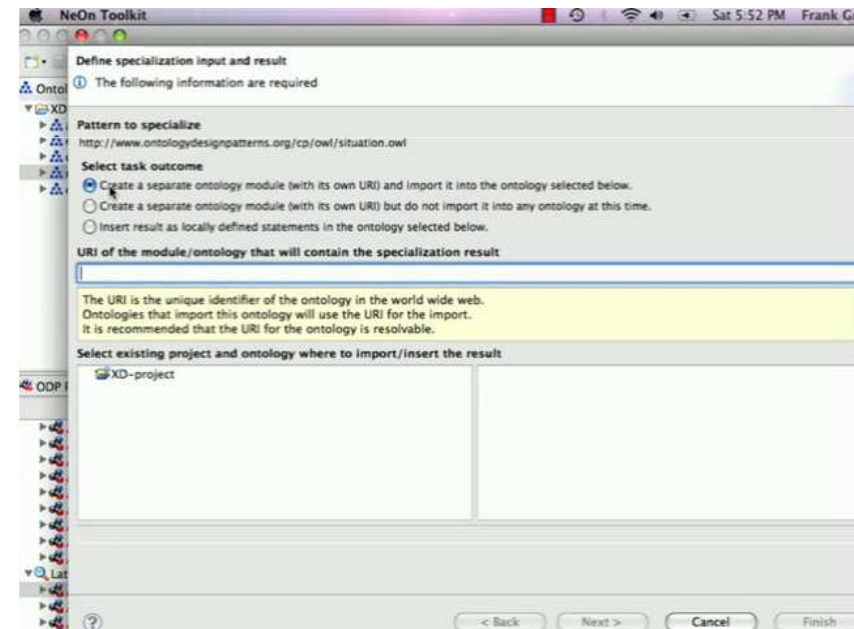 NeOn Toolkit
Sat 5:52 PM
Frank
Define specialization input and result
The following information are required
Ontol
XD
Pattern to specialize
http://www.ontologydesignpatterns.org/cp/owl/situation.owl
Select task outcome
Create a separate ontology module (with its own URI) and import it into the ontology selected below.
Create a separate ontology module (with its own URI) but do not import it into any ontology at this time.
Insert result as locally defined statements in the ontology selected below.
URI of the module/ontology that will contain the specialization result
The URI is the unique identifier of the ontology in the world wide web.
Ontologies that import this ontology will use the URI for the import.
It is recommended that the URI for the ontology is resolvable.
Select existing project and ontology where to import/insert the result
XD-project
ODP
Lat
? < Back Next > Cancel Finish